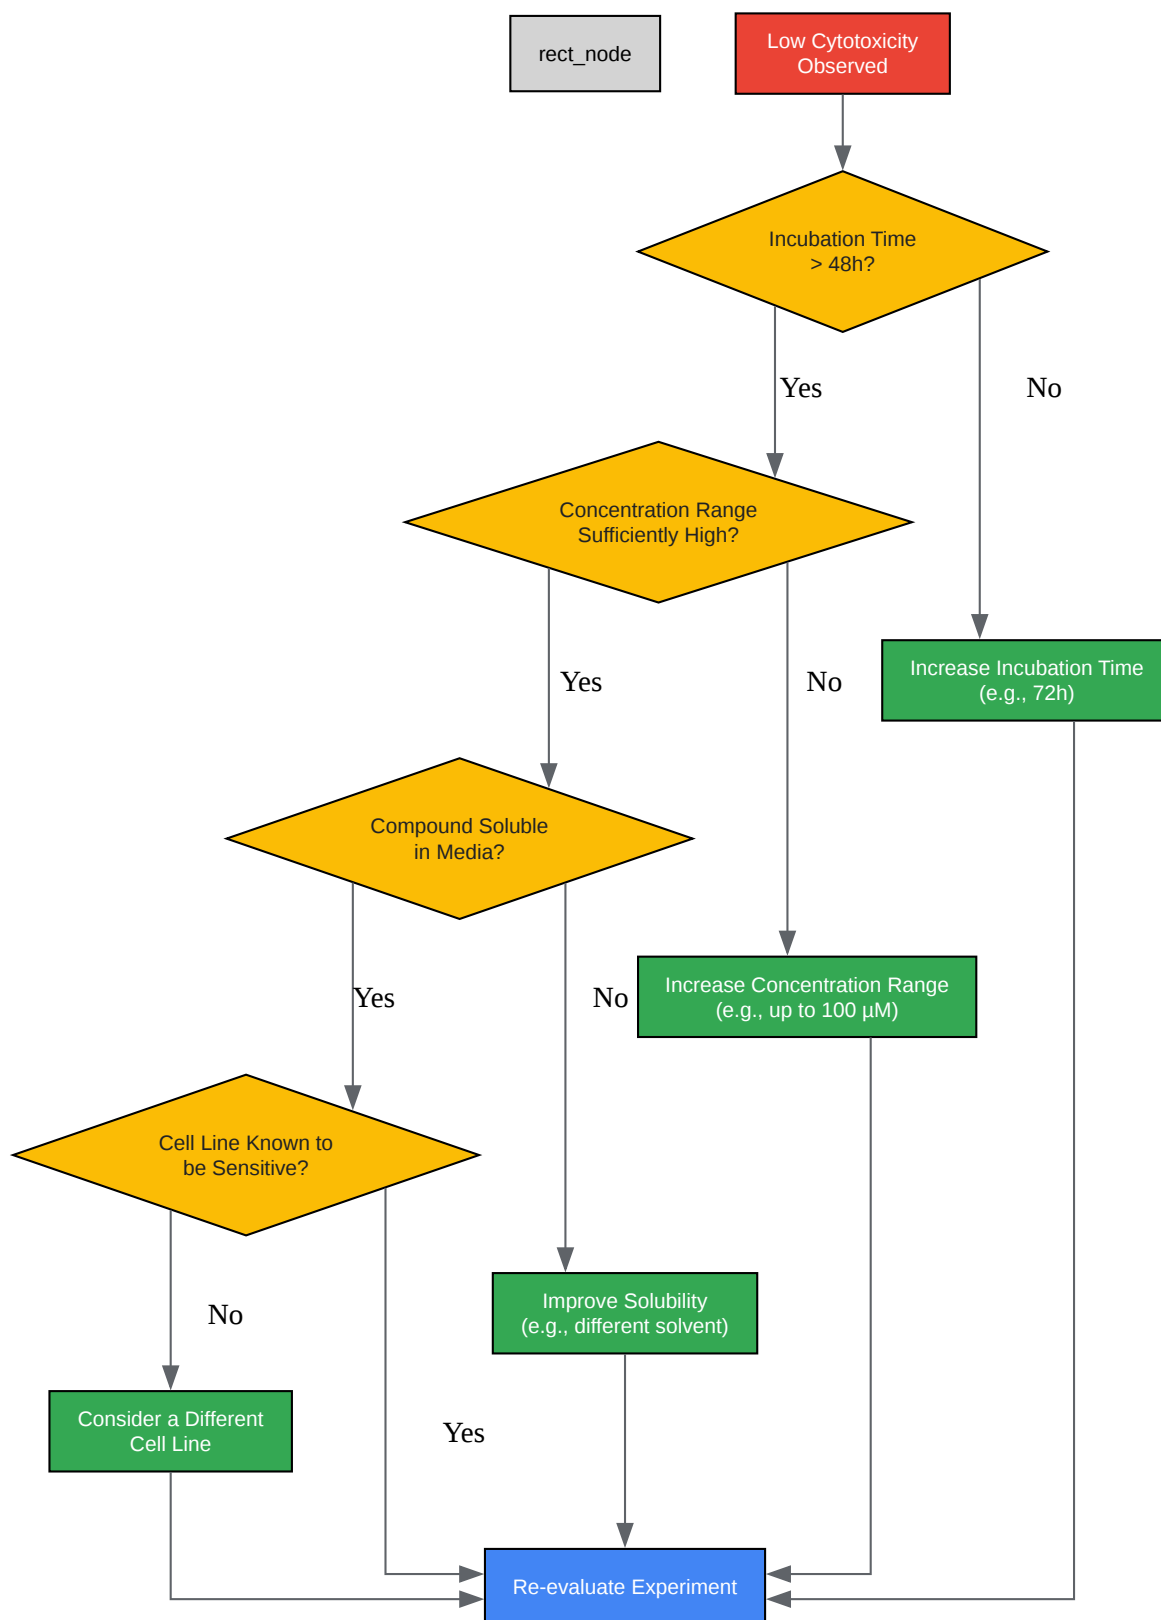 rect_node
Low Cytotoxicity
Observed
Incubation Time
> 48h?
Yes
No
Concentration Range
Sufficiently High?
Yes
No
Increase Incubation Time
(e.g., 72h)
Compound Soluble
in Media?
Yes
No
Increase Concentration Range
(e.g., up to 100 µM)
Cell Line Known to
be Sensitive?
No
Improve Solubility
(e.g., different solvent)
Consider a Different
Cell Line
Yes
Re-evaluate Experiment